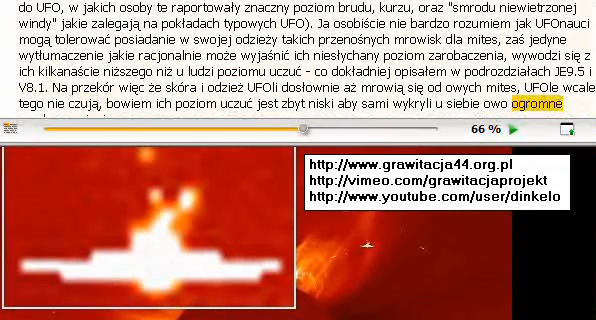 do UFO, w jakich osoby te raportowały znaczny poziom brudu, kurzu, oraz "smrodu niewietrzonej
windy" jakie zalegają na pokładach typowych UFO). Ja osobiście nie bardzo rozumiem jak UFOnauci
mogą tolerować posiadanie w swojej odzieży takich przenośnych mrowisk dla mites, zaś jedyne
wytłumaczenie jakie racjonalnie może wyjaśnić ich niesłychany poziom zarobaczenia, wywodzi się z
ich kilkanaście niższego niż u ludzi poziomu uczuć - co dokładniej opisałem w podrozdziałach JE9.5 i
V8.1. Na przekór więc że skóra i odzież UFOli dosłownie aż mrowią się od owych mites, UFOle wcale
tego nie czują, bowiem ich poziom uczuć jest zbyt niski aby sami wykryli u siebie owo ogromne
66 %
http://www.grawitacja44.org.pl
http://vimeo.com/grawitacjaprojekt
http://www.youtube.com/user/dinkelo